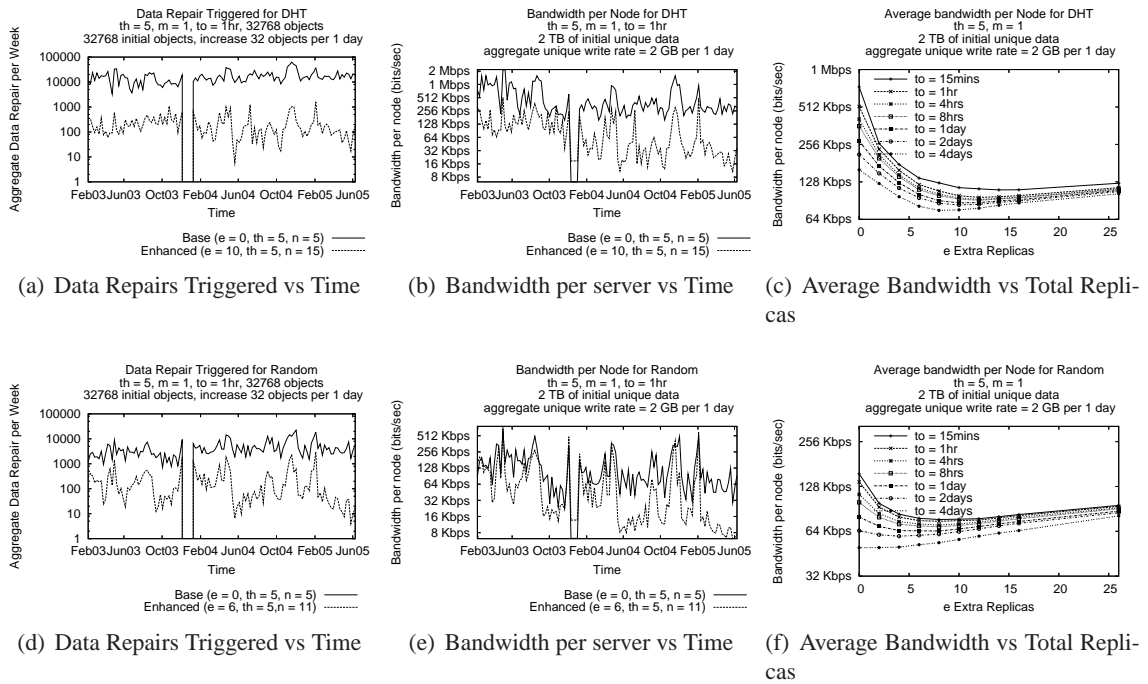 Data Repair Triggered for DHT
th = 5, m = 1, to = 1hr, 32768 objects
32768 initial objects, increase 32 objects per 1 day
Aggregate Data Repair per Week
100000
10000
1000
100
10
1
Feb03 Jun03 Oct03 Feb04 Jun04 Oct04 Feb05 Jun05
Time
Base (e = 0, th = 5, n = 5)
Enhanced (e = 10, th = 5, n = 15)
(a) Data Repairs Triggered vs Time
Bandwidth per Node for DHT
th = 5, m = 1, to = 1hr
2 TB of initial unique data
aggregate unique write rate = 2 GB per 1 day
Bandwidth per node (bits/sec)
2 Mbps
1 Mbps
512 Kbps
256 Kbps
128 Kbps
64 Kbps
32 Kbps
16 Kbps
8 Kbps
Feb03 Jun03 Oct03 Feb04 Jun04 Oct04 Feb05 Jun05
Time
Base (e = 0, th = 5, n = 5)
Enhanced (e = 10, th = 5, n = 15)
(b) Bandwidth per server vs Time
Average bandwidth per Node for DHT
th = 5, m = 1
2 TB of initial unique data
aggregate unique write rate = 2 GB per 1 day
Bandwidth per node (bits/sec)
1 Mbps
512 Kbps
256 Kbps
128 Kbps
64 Kbps
to = 15mins
to = 1hr
to = 4hrs
to = 8hrs
to = 1day
to = 2days
to = 4days
0 5 10 15 20 25
e Extra Replicas
(c) Average Bandwidth vs Total Repli-
cas
Data Repair Triggered for Random
th = 5, m = 1, to = 1hr, 32768 objects
32768 initial objects, increase 32 objects per 1 day
Aggregate Data Repair per Week
100000
10000
1000
100
10
1
Feb03 Jun03 Oct03 Feb04 Jun04 Oct04 Feb05 Jun05
Time
Base (e = 0, th = 5, n = 5)
Enhanced (e = 6, th = 5,n = 11)
(d) Data Repairs Triggered vs Time
Bandwidth per Node for Random
th = 5, m = 1, to = 1hr
2 TB of initial unique data
aggregate unique write rate = 2 GB per 1 day
Bandwidth per node (bits/sec)
512 Kbps
256 Kbps
128 Kbps
64 Kbps
32 Kbps
16 Kbps
8 Kbps
Feb03 Jun03 Oct03 Feb04 Jun04 Oct04 Feb05 Jun05
Time
Base (e = 0, th = 5, n = 5)
Enhanced (e = 6, th = 5, n = 11)
(e) Bandwidth per server vs Time
Average bandwidth per Node for Random
th = 5, m = 1
2 TB of initial unique data
aggregate unique write rate = 2 GB per 1 day
Bandwidth per node (bits/sec)
256 Kbps
128 Kbps
64 Kbps
32 Kbps
to = 15mins
to = 1hr
to = 4hrs
to = 8hrs
to = 1day
to = 2days
to = 4days
0 5 10 15 20 25
e Extra Replicas
(f) Average Bandwidth vs Total Repli-
cas